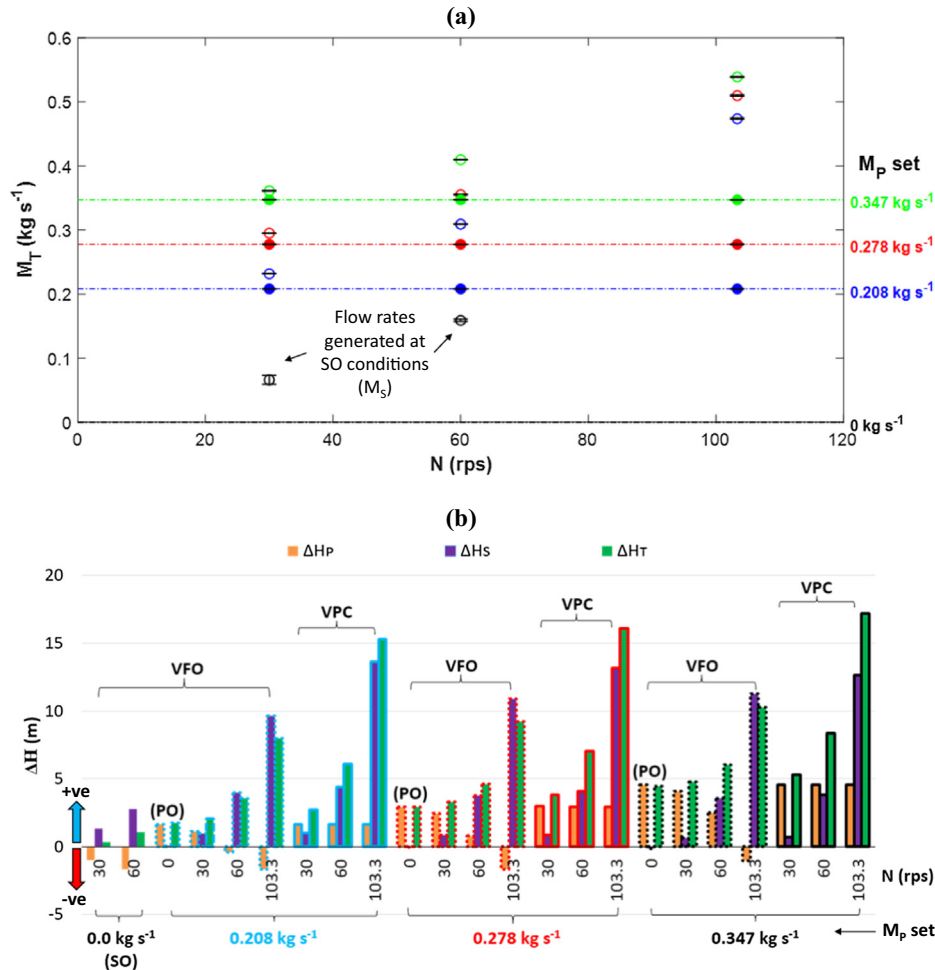 (a)
0.6
0.5
0.4
0.3
0.2
0.1
0
M_T (kg s⁻¹)
Flow rates
generated at
SO conditions
(M_S)
M_P set
0.347 kg s⁻¹
0.278 kg s⁻¹
0.208 kg s⁻¹
0 kg s⁻¹
0 20 40 60 80 100 120
N (rps)
(b)
ΔH_P ΔH_S ΔH_T
20
15
10
5
0
-5
ΔH (m)
+ve
-ve
VFO
VPC
VFO
VPC
VFO
VPC
(PO)
(PO)
(PO)
30 60 0 30 60 103.3 30 60 103.3 0 30 60 103.3 30 60 103.3 0 30 60 103.3 30 60 103.3
N (rps)
0.0 kg s⁻¹ 0.208 kg s⁻¹ 0.278 kg s⁻¹ 0.347 kg s⁻¹ M_P set
(SO)